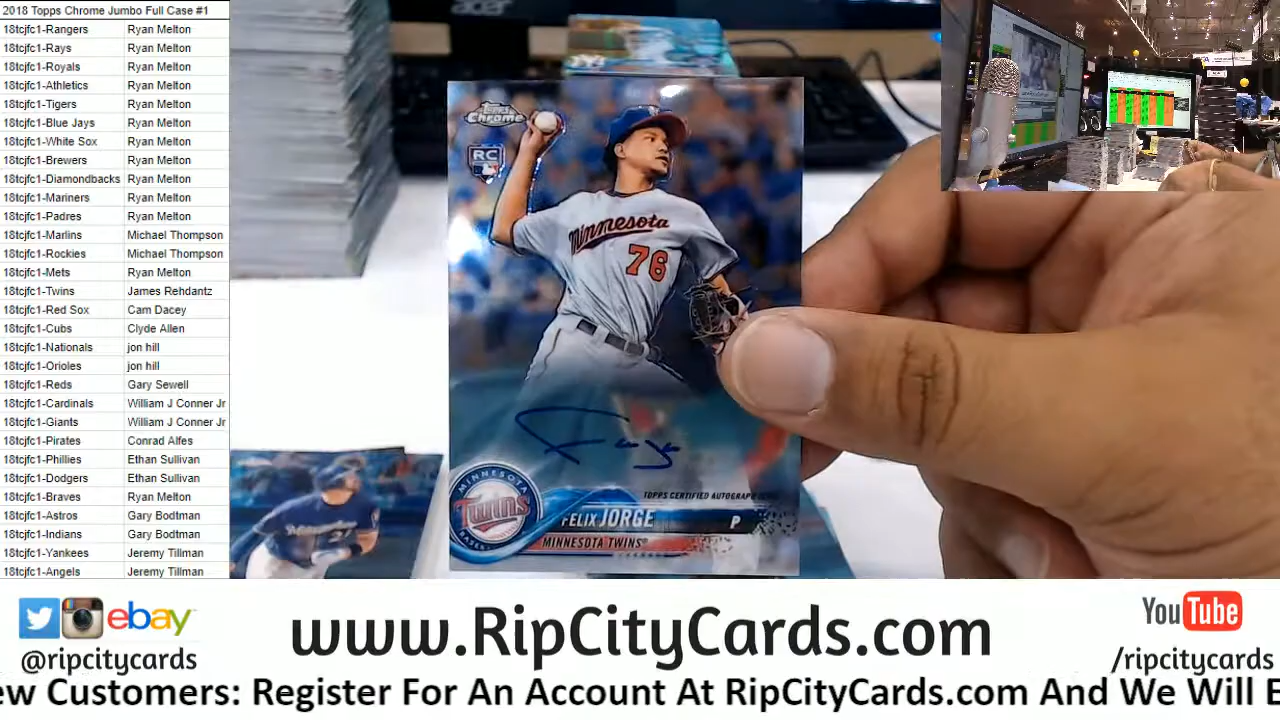 2018 Topps Chrome Jumbo Full Case #1
18tcjfc1-Rangers Ryan Melton
18tcjfc1-Rays Ryan Melton
18tcjfc1-Royals Ryan Melton
18tcjfc1-Athletics Ryan Melton
18tcjfc1-Tigers Ryan Melton
18tcjfc1-Blue Jays Ryan Melton
18tcjfc1-White Sox Ryan Melton
18tcjfc1-Brewers Ryan Melton
18tcjfc1-Diamondbacks Ryan Melton
18tcjfc1-Mariners Ryan Melton
18tcjfc1-Padres Ryan Melton
18tcjfc1-Marlins Michael Thompson
18tcjfc1-Rockies Michael Thompson
18tcjfc1-Mets Ryan Melton
18tcjfc1-Twins James Rehdantz
18tcjfc1-Red Sox Cam Dacey
18tcjfc1-Cubs Clyde Allen
18tcjfc1-Nationals jon hill
18tcjfc1-Orioles jon hill
18tcjfc1-Reds Gary Sewell
18tcjfc1-Cardinals William J Conner Jr
18tcjfc1-Giants William J Conner Jr
18tcjfc1-Pirates Conrad Alfes
18tcjfc1-Phillies Ethan Sullivan
18tcjfc1-Dodgers Ethan Sullivan
18tcjfc1-Braves Ryan Melton
18tcjfc1-Astros Gary Bodtman
18tcjfc1-Indians Gary Bodtman
18tcjfc1-Yankees Jeremy Tillman
18tcjfc1-Angels Jeremy Tillman
acer
Topps
Chrome
RC
Minnesota
76
TOPPS CERTIFIED AUTOGRAPH
MINNESOTA
Twins
FELIX JORGE P
MINNESOTA TWINS
ebay
@ripcitycards
www.RipCityCards.com
YouTube
/ripcitycards
ew Customers: Register For An Account At RipCityCards.com And We Will E